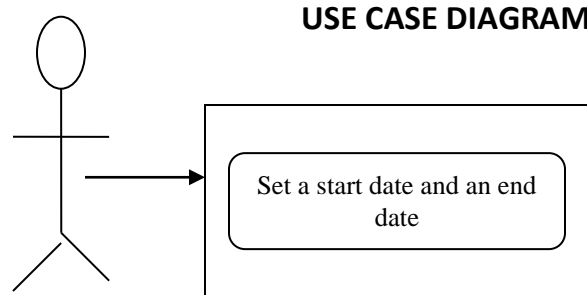 USE CASE DIAGRAM
Set a start date and an end
date